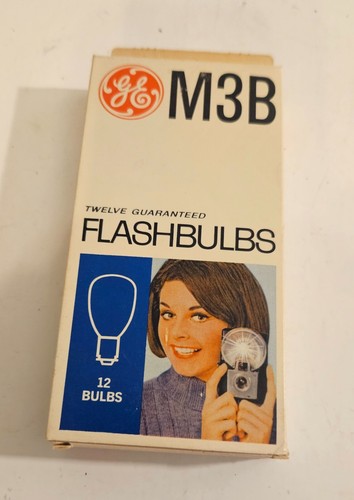 GE
M3B
TWELVE GUARANTEED
FLASHBULBS
12
BULBS